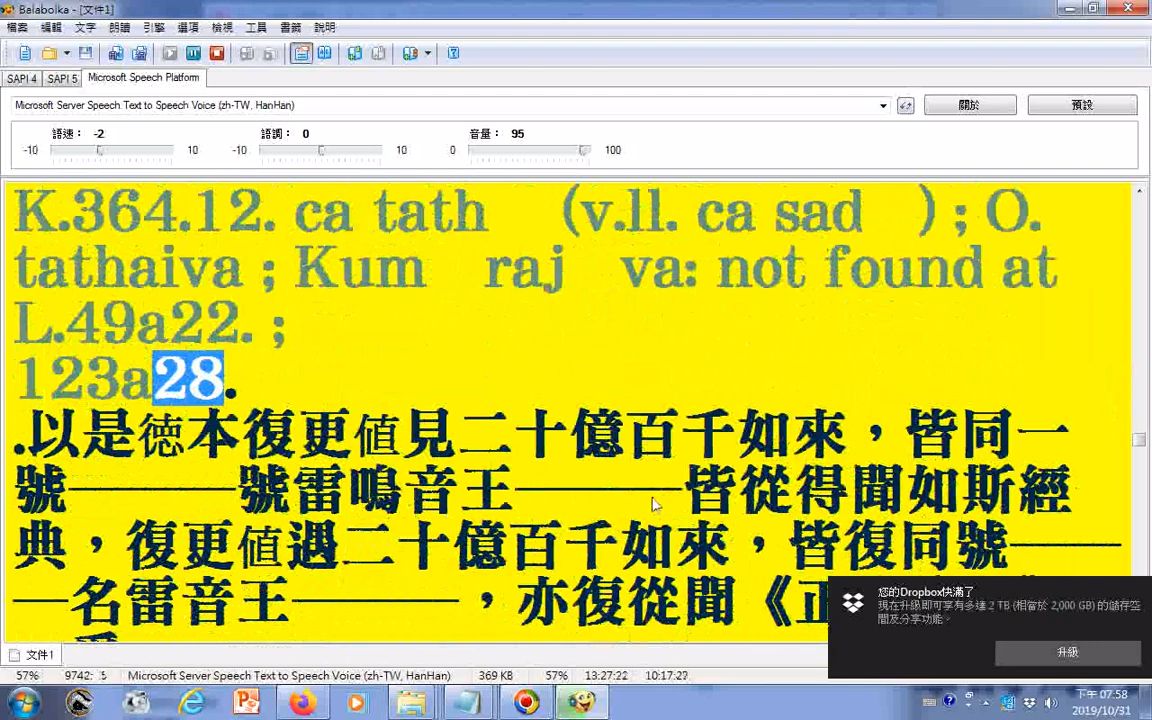 Balabolka - [文件1]
檔案 編輯 文字 朗讀 引擎 選項 檢視 工具 書籤 說明
SAPI 4 SAPI 5 Microsoft Speech Platform
Microsoft Server Speech Text to Speech Voice (zh-TW, HanHan) 關於 預設
語速： -2 語調： 0 音量： 95
-10 10 -10 10 0 100
K.364.12. ca tath (v.ll. ca sad ) ; O.
tathaiva ; Kum raj va: not found at
L.49a22. ;
123a28.
.以是德本復更值見二十億百千如來，皆同一
號————號雷鳴音王————皆從得聞如斯經
典，復更值遇二十億百千如來，皆復同號———
—名雷音王————，亦復從聞《正
您的Dropbox快滿了
現在升級即可享有多達 2 TB (相當於 2,000 GB) 的儲存空
間及分享功能。
升級
文件1
57% Microsoft Server Speech Text to Speech Voice (zh-TW, HanHan) 369 KB 57% 13:27:22 10:17:27
下午 07:58
2019/10/31